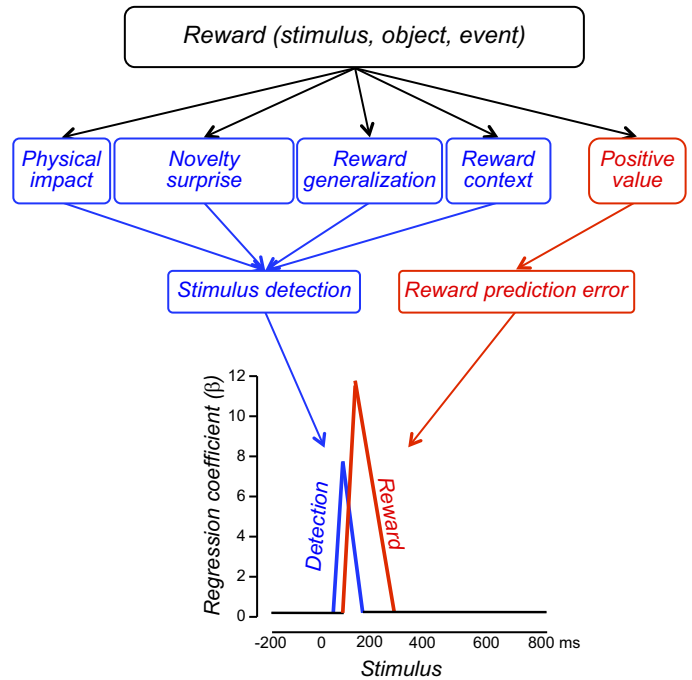 Reward (stimulus, object, event)
Physical
impact
Novelty
surprise
Reward
generalization
Reward
context
Positive
value
Stimulus detection
Reward prediction error
Regression coefficient (β)
12
10
8
6
4
2
0
Detection
Reward
-200 0 200 400 600 800 ms
Stimulus